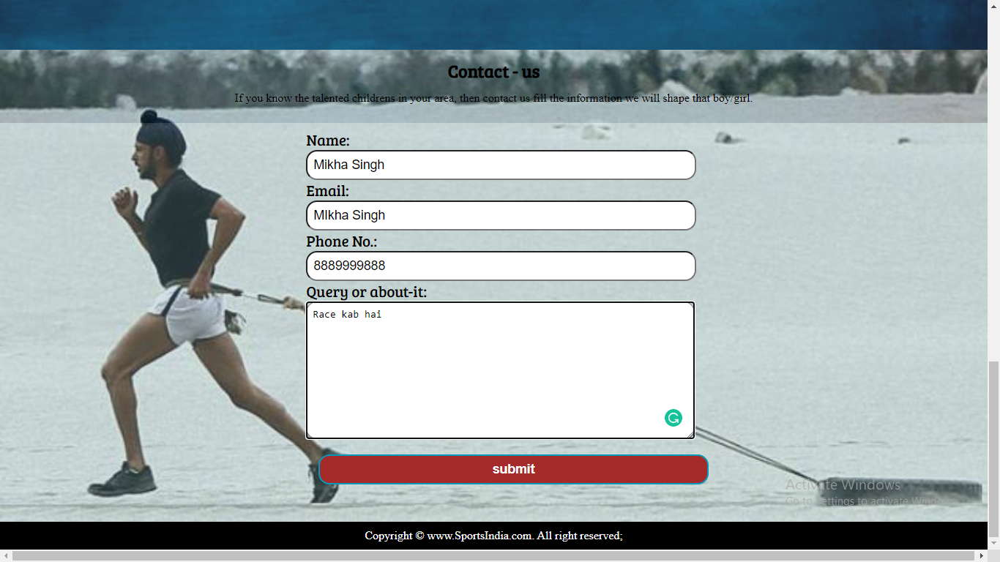 Contact - us
If you know the talented childrens in your area, then contact us fill the information we will shape that boy/girl.
Name:
Mikha Singh
Email:
MIkha Singh
Phone No.:
8889999888
Query or about-it:
Race kab hai
submit
Activate Windows
Go to Settings to activate Windows.
Copyright © www.SportsIndia.com. All right reserved;